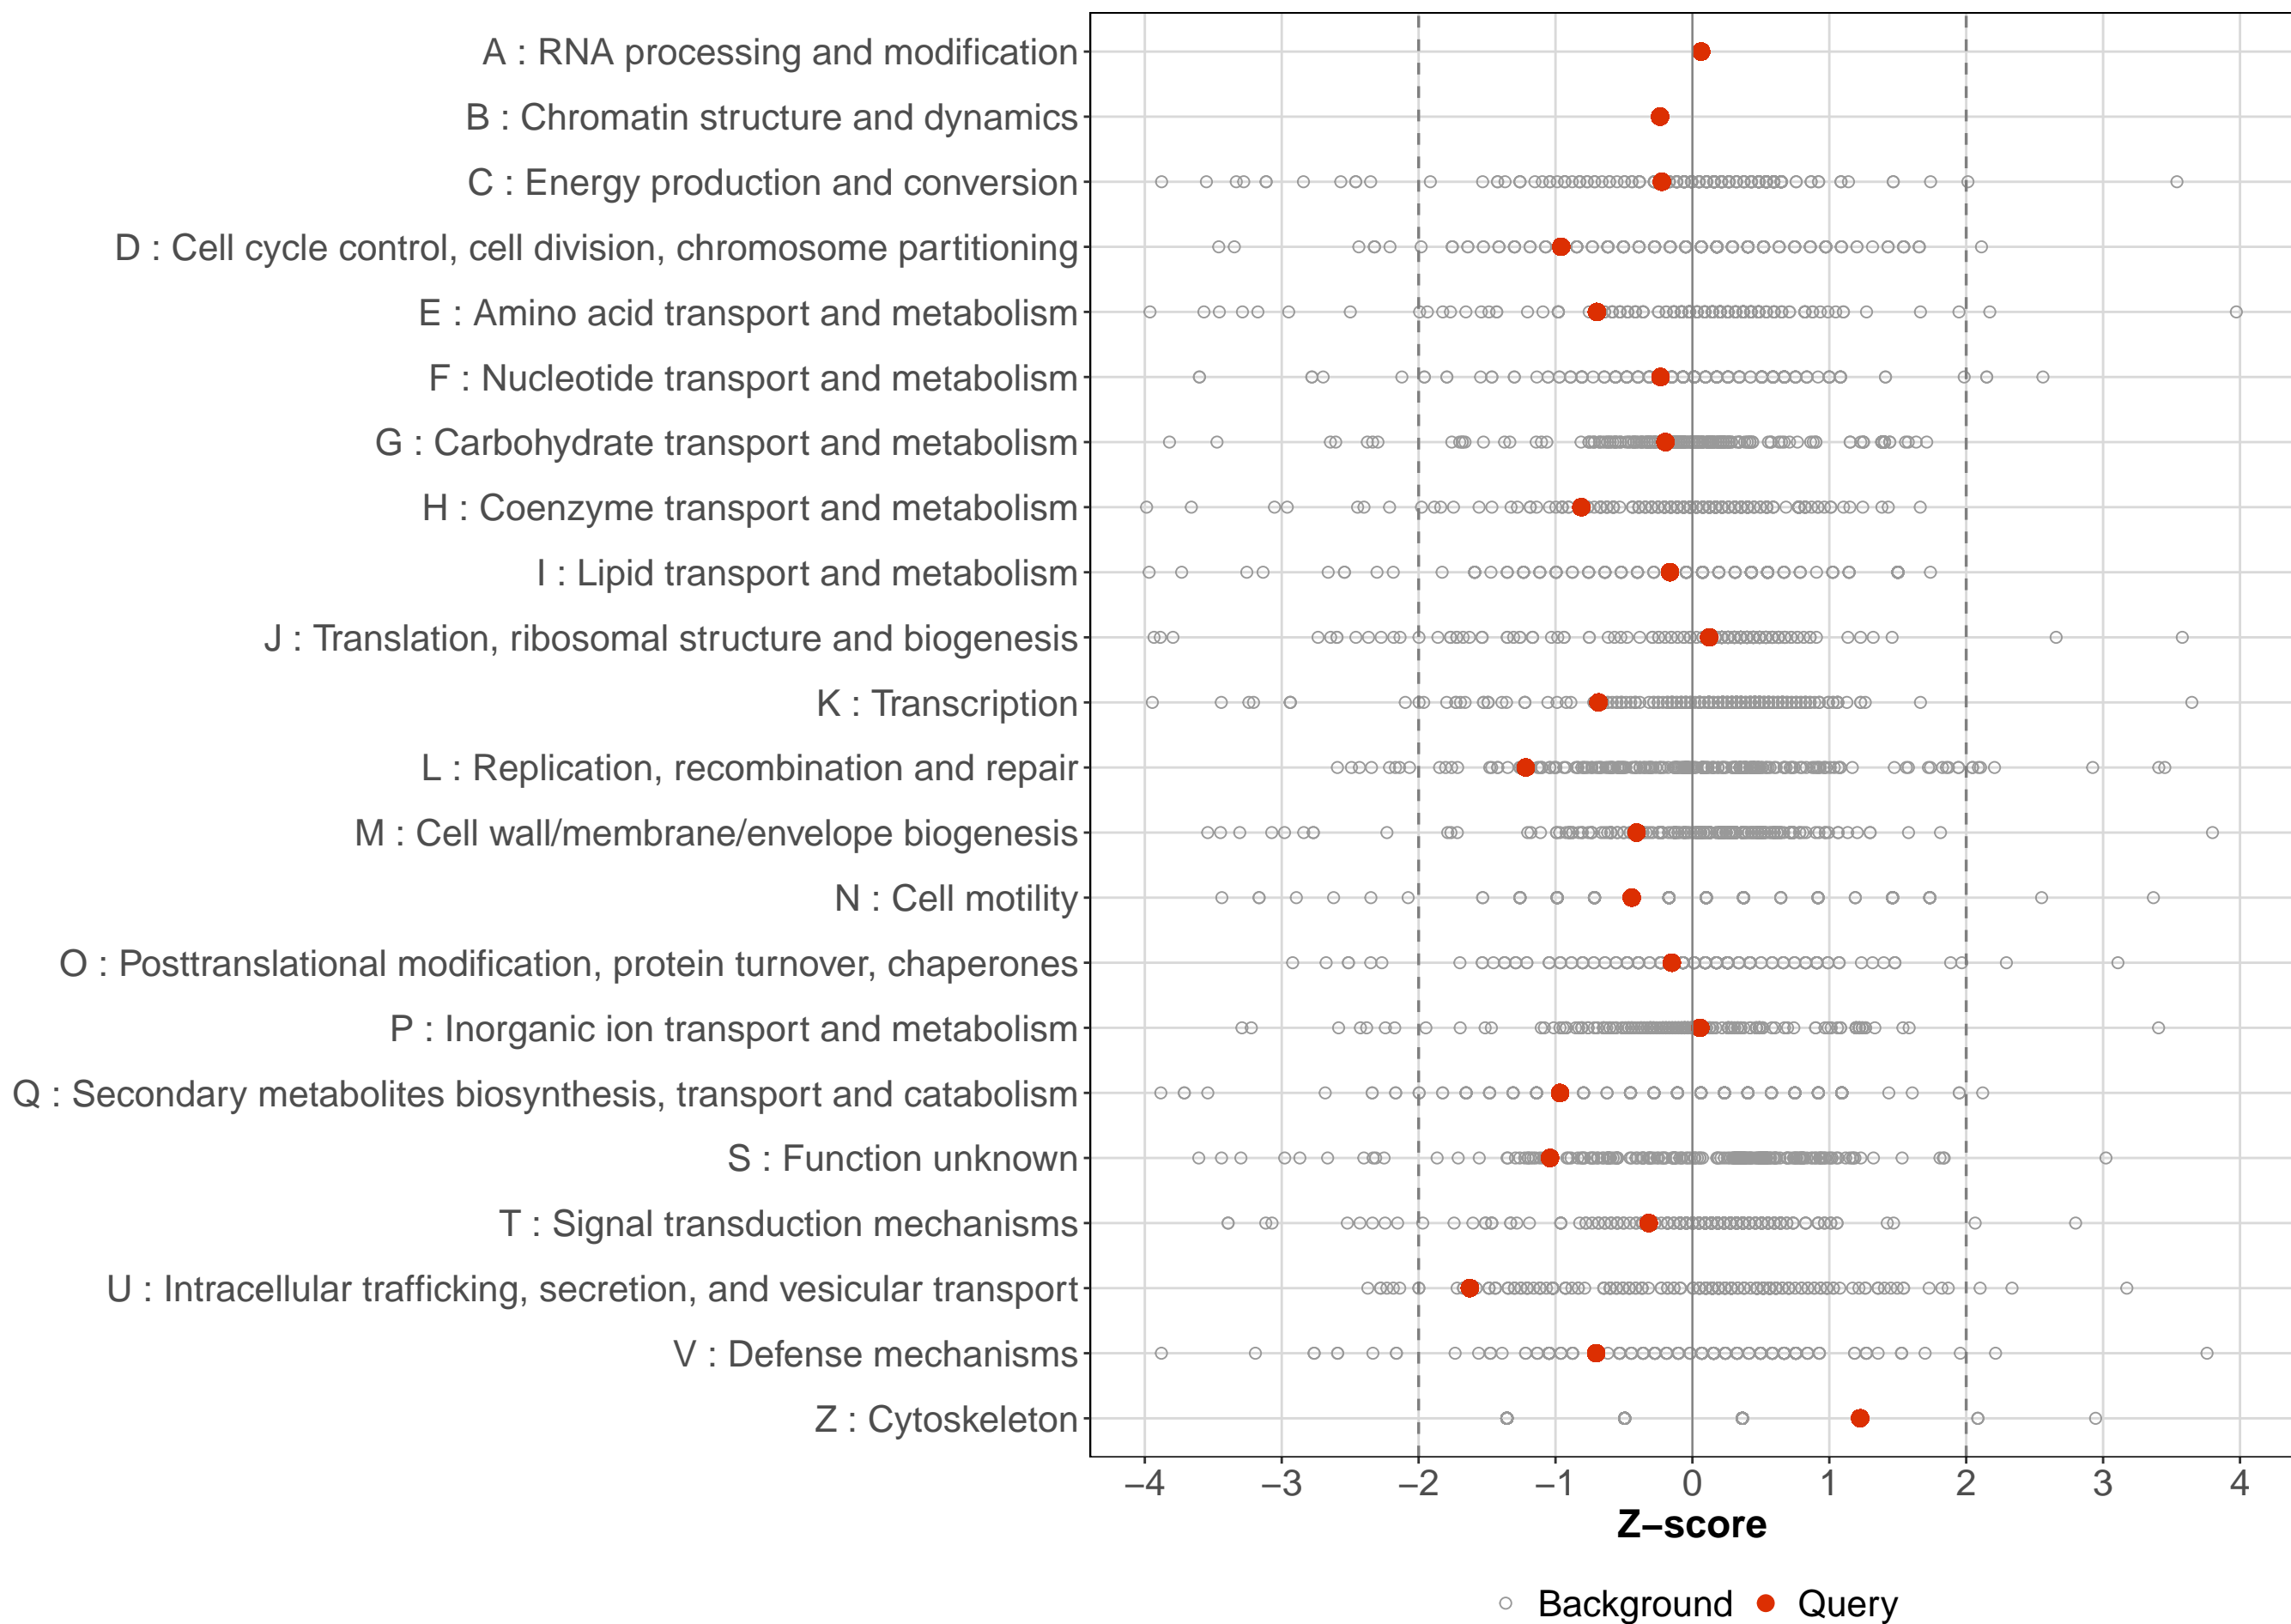 A : RNA processing and modification
B : Chromatin structure and dynamics
C : Energy production and conversion
D : Cell cycle control, cell division, chromosome partitioning
E : Amino acid transport and metabolism
F : Nucleotide transport and metabolism
G : Carbohydrate transport and metabolism
H : Coenzyme transport and metabolism
I : Lipid transport and metabolism
J : Translation, ribosomal structure and biogenesis
K : Transcription
L : Replication, recombination and repair
M : Cell wall/membrane/envelope biogenesis
N : Cell motility
O : Posttranslational modification, protein turnover, chaperones
P : Inorganic ion transport and metabolism
Q : Secondary metabolites biosynthesis, transport and catabolism
S : Function unknown
T : Signal transduction mechanisms
U : Intracellular trafficking, secretion, and vesicular transport
V : Defense mechanisms
Z : Cytoskeleton
−4 −3 −2 −1 0 1 2 3 4
Z−score
Background Query